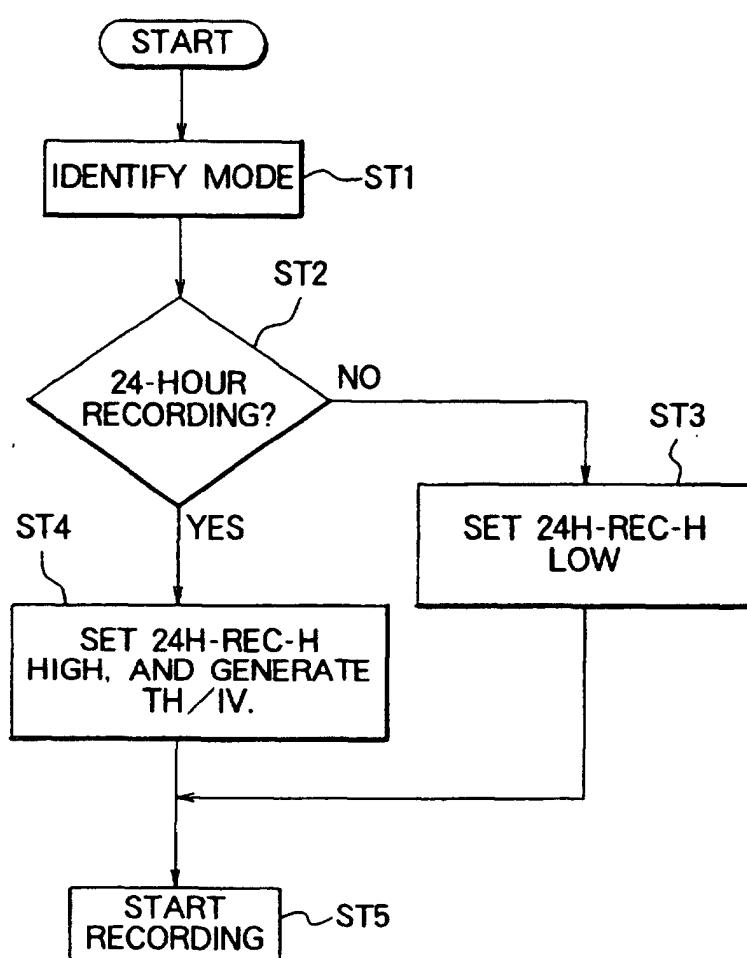 START
IDENTIFY MODE
ST1
ST2
24-HOUR
RECORDING?
NO
ST3
SET 24H-REC-H
LOW
YES
ST4
SET 24H-REC-H
HIGH, AND GENERATE
TH/IV.
START
RECORDING
ST5